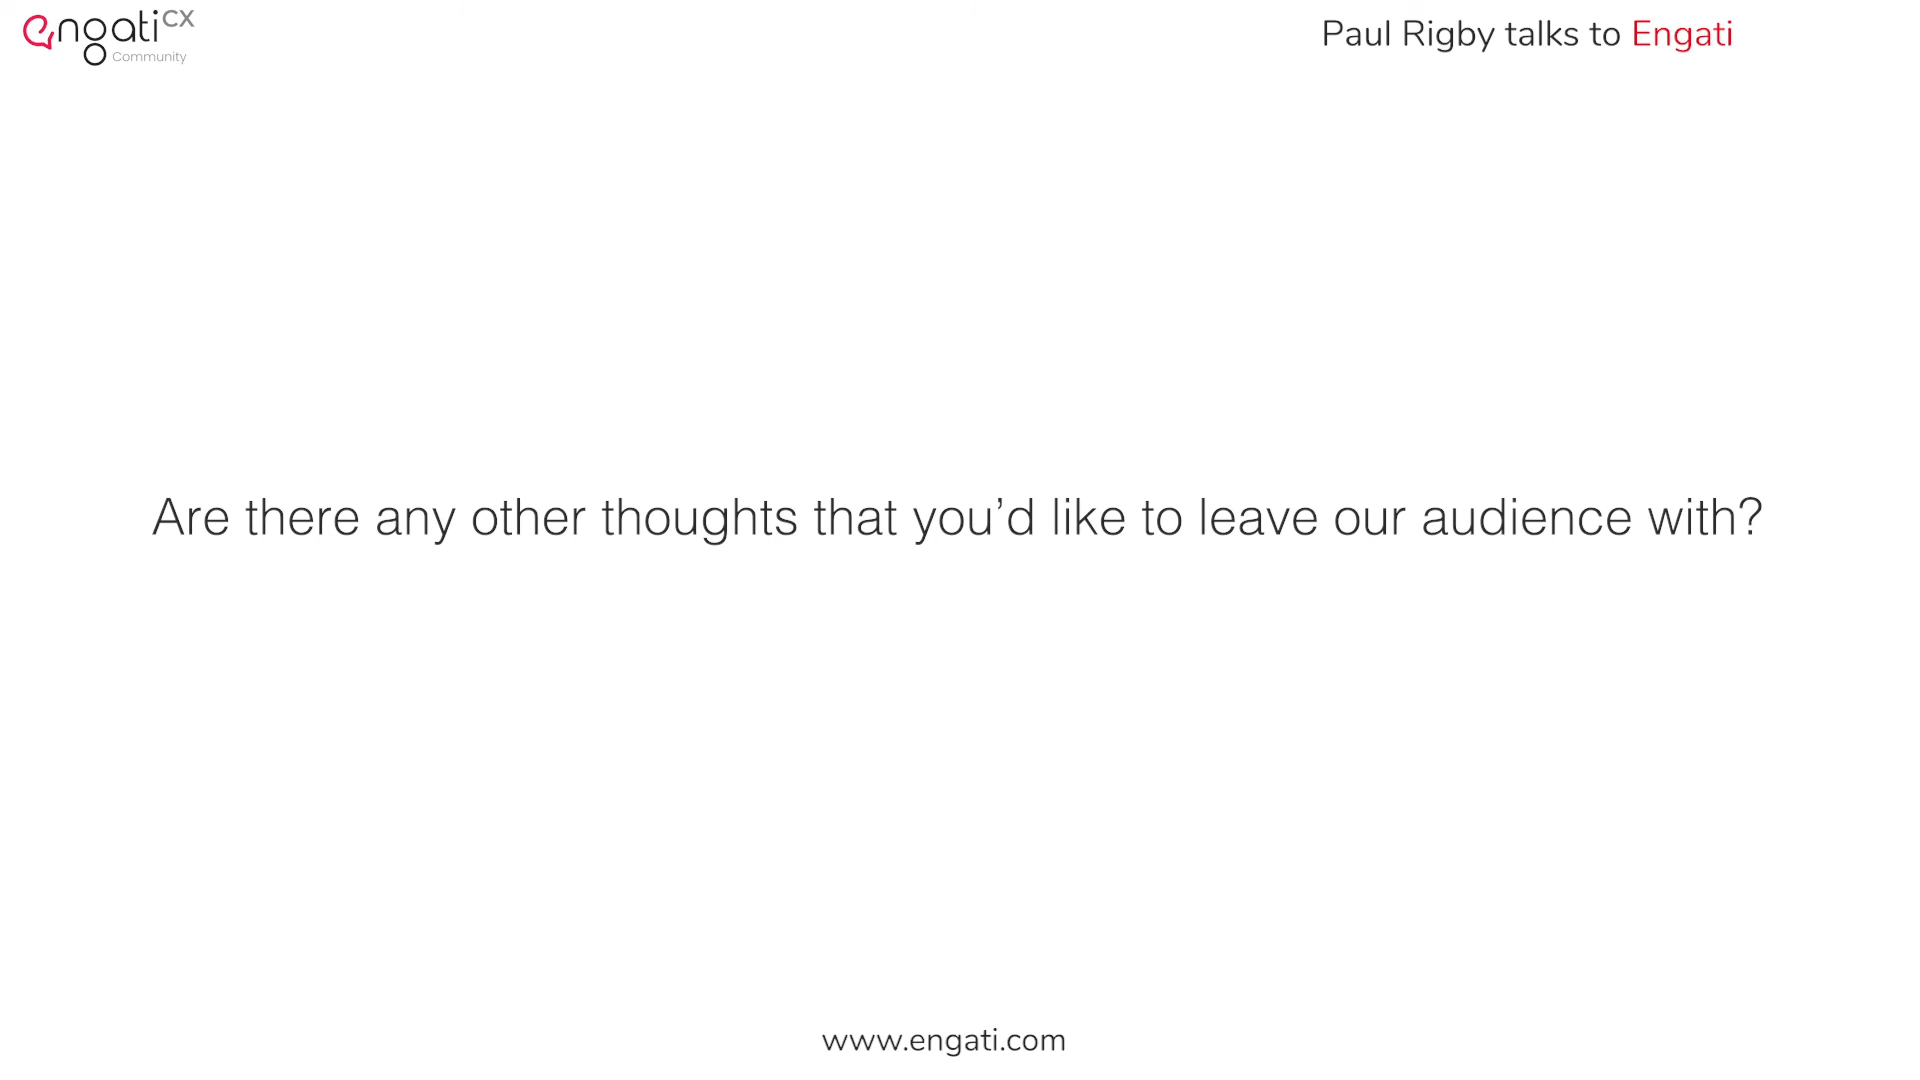 engati CX
Community
Paul Rigby talks to Engati
Are there any other thoughts that you’d like to leave our audience with?
www.engati.com